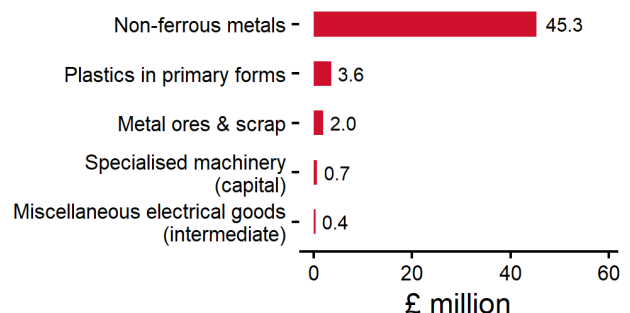 Non-ferrous metals 45.3
Plastics in primary forms 3.6
Metal ores & scrap 2.0
Specialised machinery
(capital) 0.7
Miscellaneous electrical goods
(intermediate) 0.4
0 20 40 60
£ million